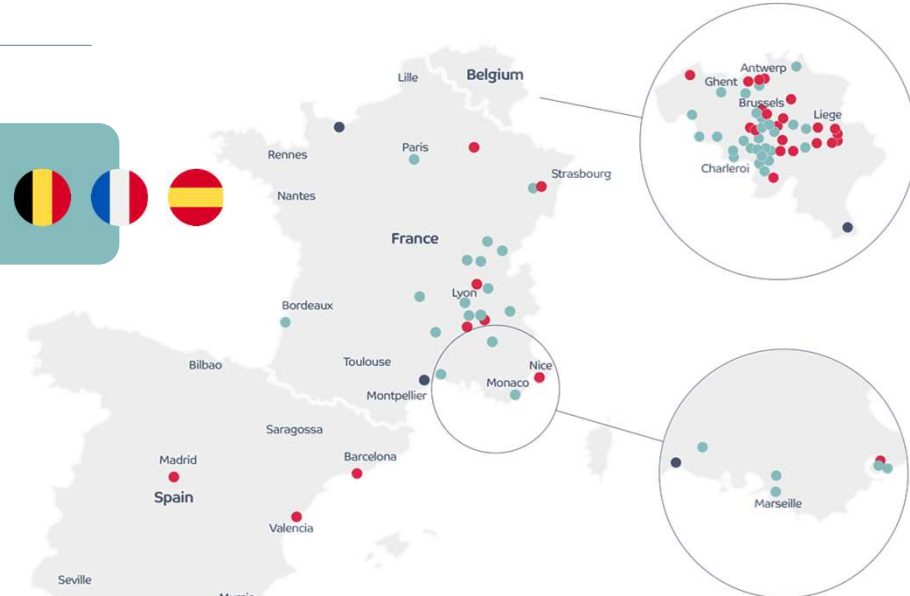 Lille
Belgium
Rennes
Paris
Strasbourg
Nantes
France
Lyon
Bordeaux
Bilbao
Toulouse
Nice
Monaco
Montpellier
Saragossa
Madrid
Barcelona
Spain
Valencia
Seville
Murcia
Antwerp
Ghent
Brussels
Liege
Charleroi
Marseille